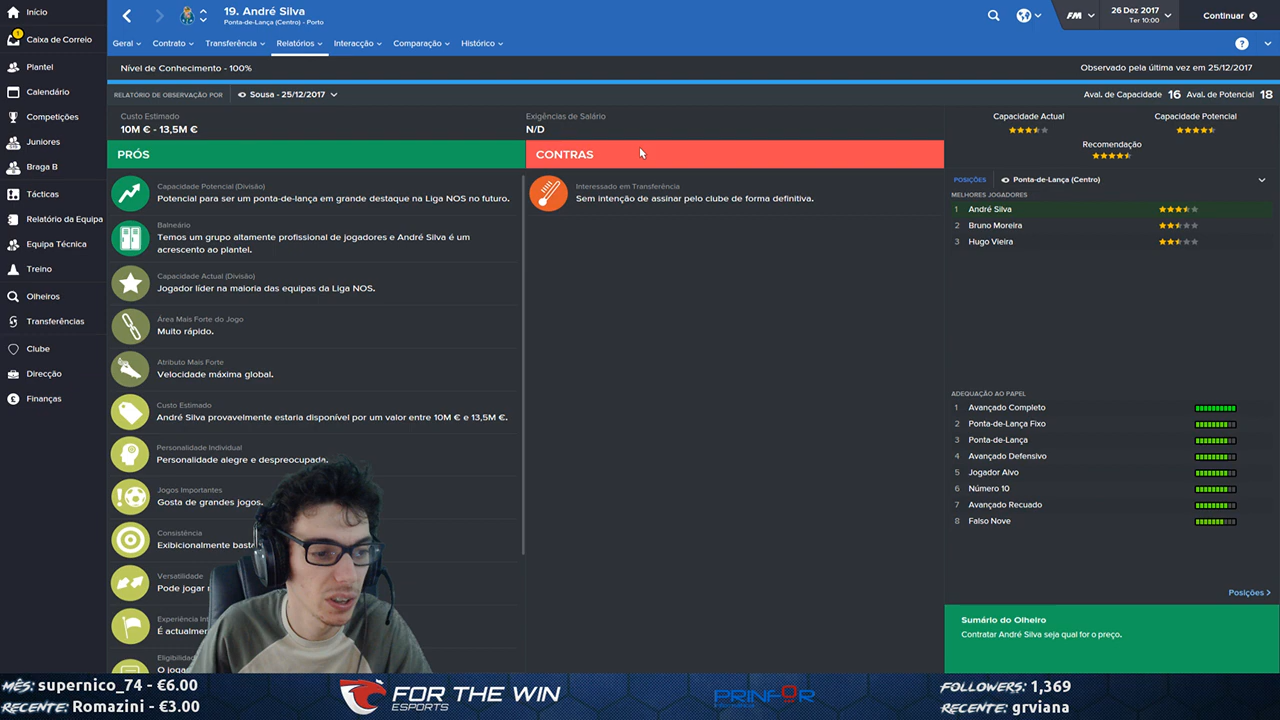 Início
19. André Silva
Ponta-de-Lança (Centro) - Porto
FM
26 Dez 2017
Ter 10:00
Continuar
1
Caixa de Correio
Geral
Contrato
Transferência
Relatórios
Interacção
Comparação
Histórico
?
Plantel
Nível de Conhecimento - 100%
Observado pela última vez em 25/12/2017
Calendário
RELATÓRIO DE OBSERVAÇÃO POR
Sousa - 25/12/2017
Aval. de Capacidade 16 Aval. de Potencial 18
Competições
Juniores
Braga B
Tácticas
Relatório da Equipa
Equipa Técnica
Treino
Olheiros
Transferências
Clube
Direcção
Finanças
Custo Estimado
10M € - 13,5M €
Exigências de Salário
N/D
PRÓS
CONTRAS
Capacidade Potencial (Divisão)
Potencial para ser um ponta-de-lança em grande destaque na Liga NOS no futuro.
Balneário
Temos um grupo altamente profissional de jogadores e André Silva é um
acrescento ao plantel.
Capacidade Actual (Divisão)
Jogador líder na maioria das equipas da Liga NOS.
Área Mais Forte do Jogo
Muito rápido.
Atributo Mais Forte
Velocidade máxima global.
Custo Estimado
André Silva provavelmente estaria disponível por um valor entre 10M € e 13,5M €.
Personalidade Individual
Personalidade alegre e despreocupada.
Jogos Importantes
Gosta de grandes jogos.
Consistência
Exibicionalmente
Versatilidade
Pode jogar
Experiência
É actualmen
O joga
Interessado em Transferência
Sem intenção de assinar pelo clube de forma definitiva.
Capacidade Actual
Capacidade Potencial
Recomendação
POSIÇÕES
Ponta-de-Lança (Centro)
MELHORES JOGADORES
1 André Silva
2 Bruno Moreira
3 Hugo Vieira
ADEQUAÇÃO AO PAPEL
1 Avançado Completo
2 Ponta-de-Lança Fixo
3 Ponta-de-Lança
4 Avançado Defensivo
5 Jogador Alvo
6 Número 10
7 Avançado Recuado
8 Falso Nove
Posições
Sumário do Olheiro
Contratar André Silva seja qual for o preço.
MÊS: supernico_74 - €6.00
RECENTE: Romazini - €3.00
FOR THE WIN
ESPORTS
PRINFOR
FOLLOWERS: 1,369
RECENTE: grviana